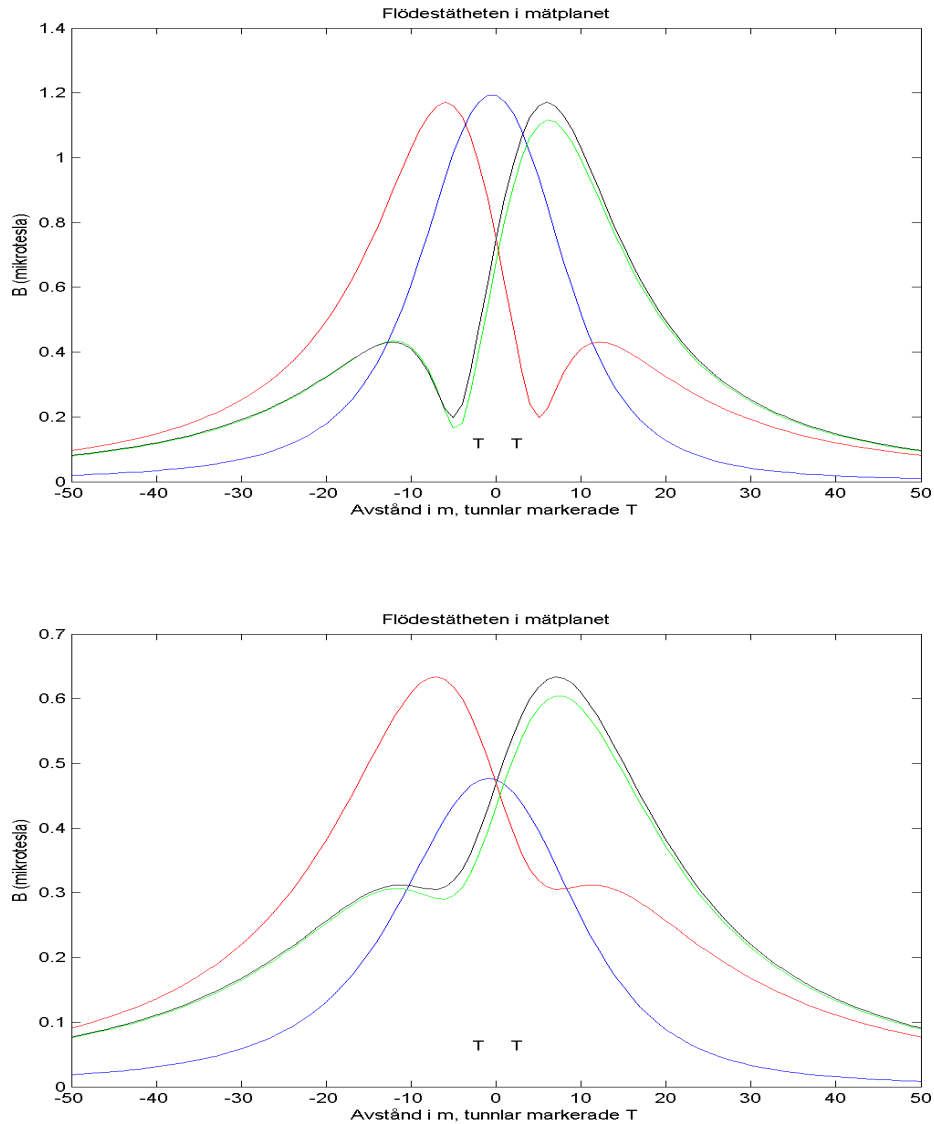 Flödestätheten i mätplanet
1.4
1.2
1
0.8
0.6
0.4
0.2
0
B (mikrotesla)
T T
-50 -40 -30 -20 -10 0 10 20 30 40 50
Avstånd i m, tunnlar markerade T
Flödestätheten i mätplanet
0.7
0.6
0.5
0.4
0.3
0.2
0.1
0
B (mikrotesla)
T T
-50 -40 -30 -20 -10 0 10 20 30 40 50
Avstånd i m, tunnlar markerade T